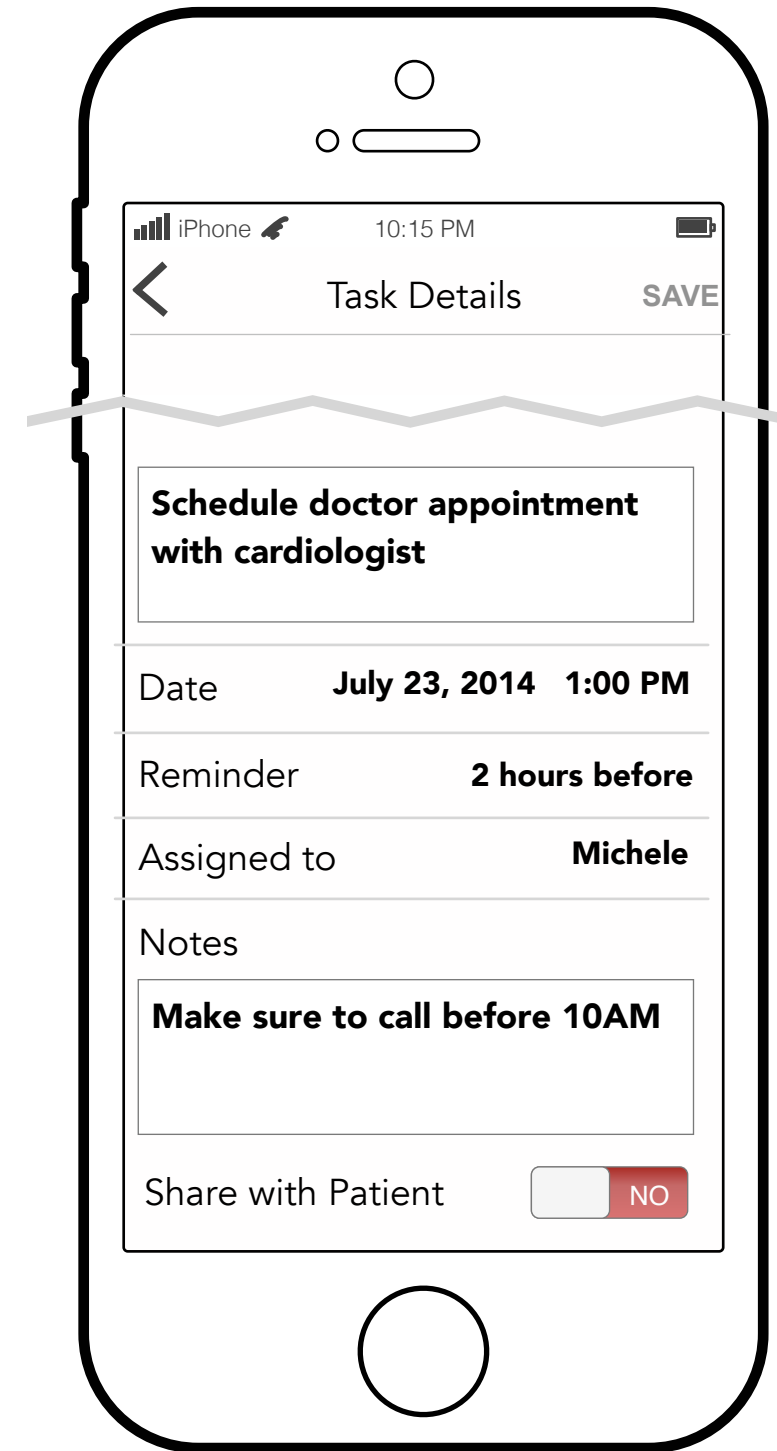 iPhone 10:15 PM
Task Details SAVE
Schedule doctor appointment
with cardiologist
Date July 23, 2014 1:00 PM
Reminder 2 hours before
Assigned to Michele
Notes
Make sure to call before 10AM
Share with Patient NO